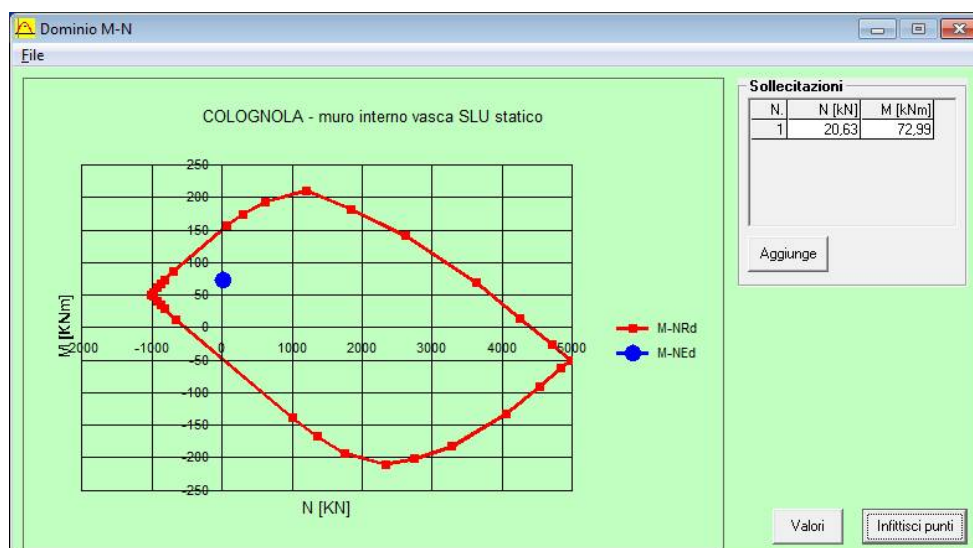 Dominio M-N
File
COLOGNOLA - muro interno vasca SLU statico
250
200
150
100
50
0
-50
-100
-150
-200
-250
M [KNm]
-2000 -1000 0 1000 2000 3000 4000 5000
N [KN]
M-NRd
M-NEd
Sollecitazioni
N. N [kN] M [kNm]
1 20,63 72,99
Aggiunge
Valori
Infittisci punti